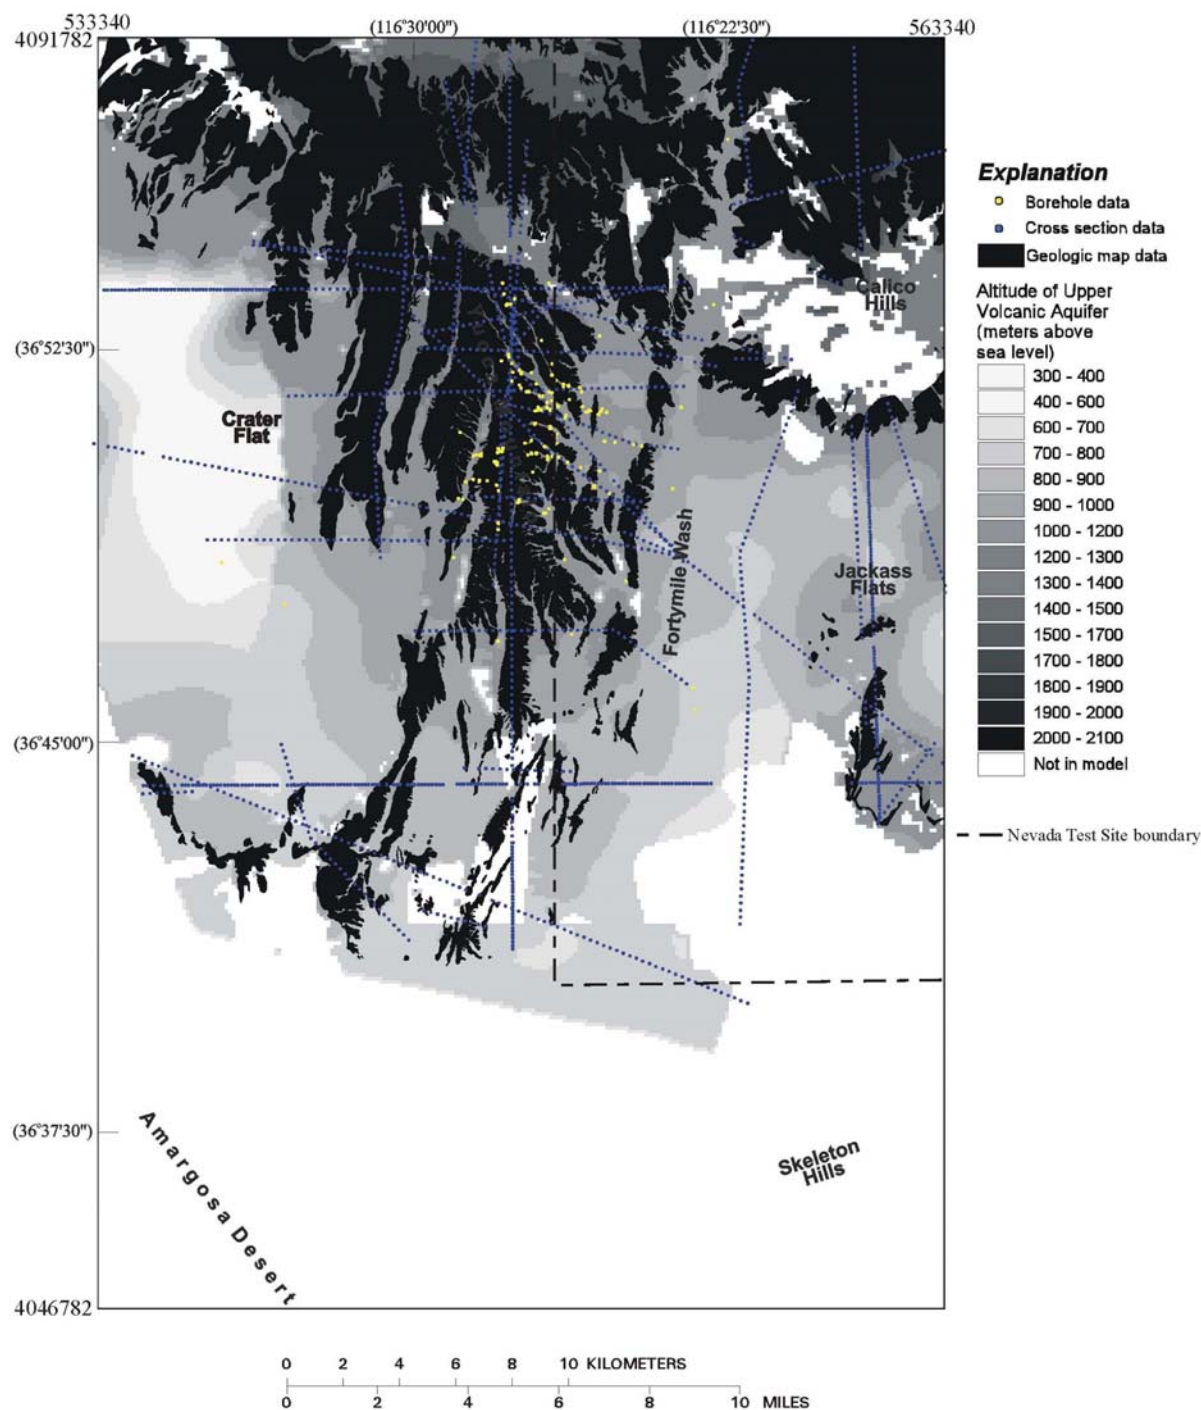 533340 (116°30'00") (116°22'30") 563340
4091782
(36°52'30")
(36°45'00")
(36°37'30")
4046782
Crater
Flat
Calico
Hills
Fortymile Wash
Jackass
Flats
Skeleton
Hills
Amargosa Desert
Explanation
Borehole data
Cross section data
Geologic map data
Altitude of Upper
Volcanic Aquifer
(meters above
sea level)
300 - 400
400 - 600
600 - 700
700 - 800
800 - 900
900 - 1000
1000 - 1200
1200 - 1300
1300 - 1400
1400 - 1500
1500 - 1700
1700 - 1800
1800 - 1900
1900 - 2000
2000 - 2100
Not in model
Nevada Test Site boundary
0 2 4 6 8 10 KILOMETERS
0 2 4 6 8 10 MILES